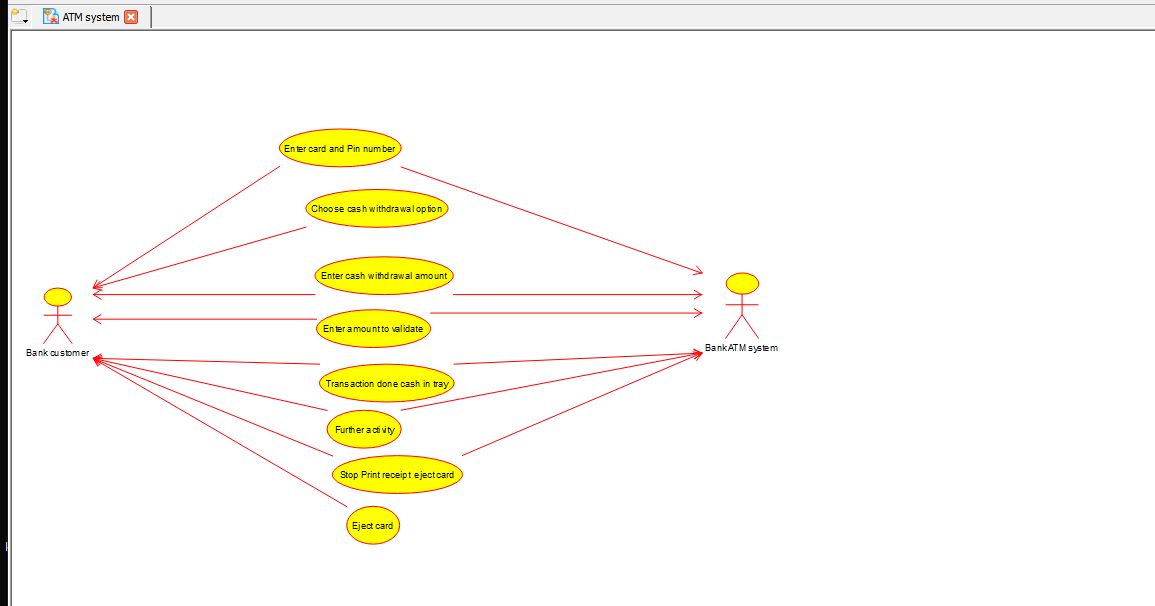 ATM system
Enter card and Pin number
Choose cash withdrawal option
Enter cash withdrawal amount
Enter amount to validate
Bank customer
Bank ATM system
Transaction done cash in tray
Further activity
Stop Print receipt eject card
Eject card